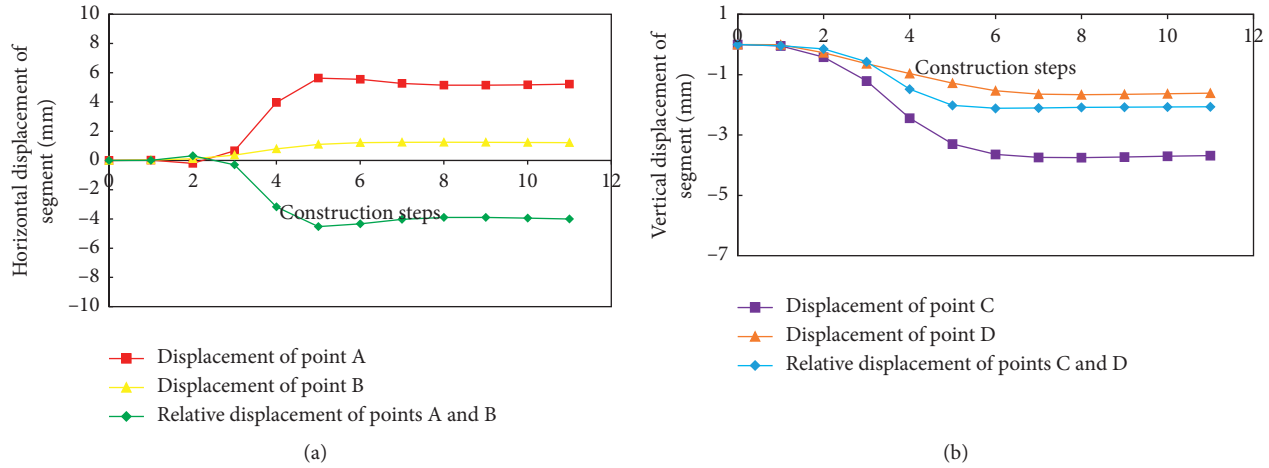 Horizontal displacement of
segment (mm)
10
8
6
4
2
0
−2
−4
−6
−8
−10
0 2 4 6 8 10 12
Construction steps
Displacement of point A
Displacement of point B
Relative displacement of points A and B
(a)
Vertical displacement of
segment (mm)
1
−1
−3
−5
−7
0 2 4 6 8 10 12
Construction steps
Displacement of point C
Displacement of point D
Relative displacement of points C and D
(b)